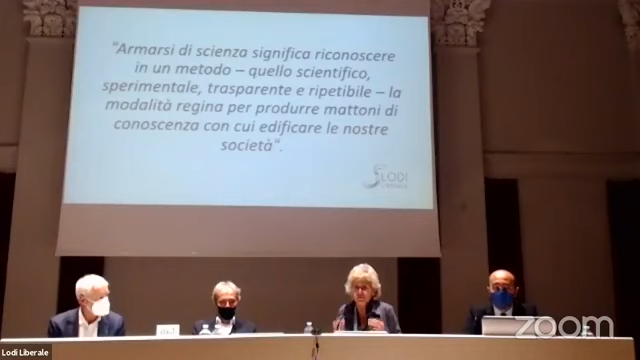 "Armarsi di scienza significa riconoscere
in un metodo – quello scientifico,
sperimentale, trasparente e ripetibile – la
modalità regina per produrre mattoni di
conoscenza con cui edificare le nostre
società".
LODI
zoom
Lodi Liberale